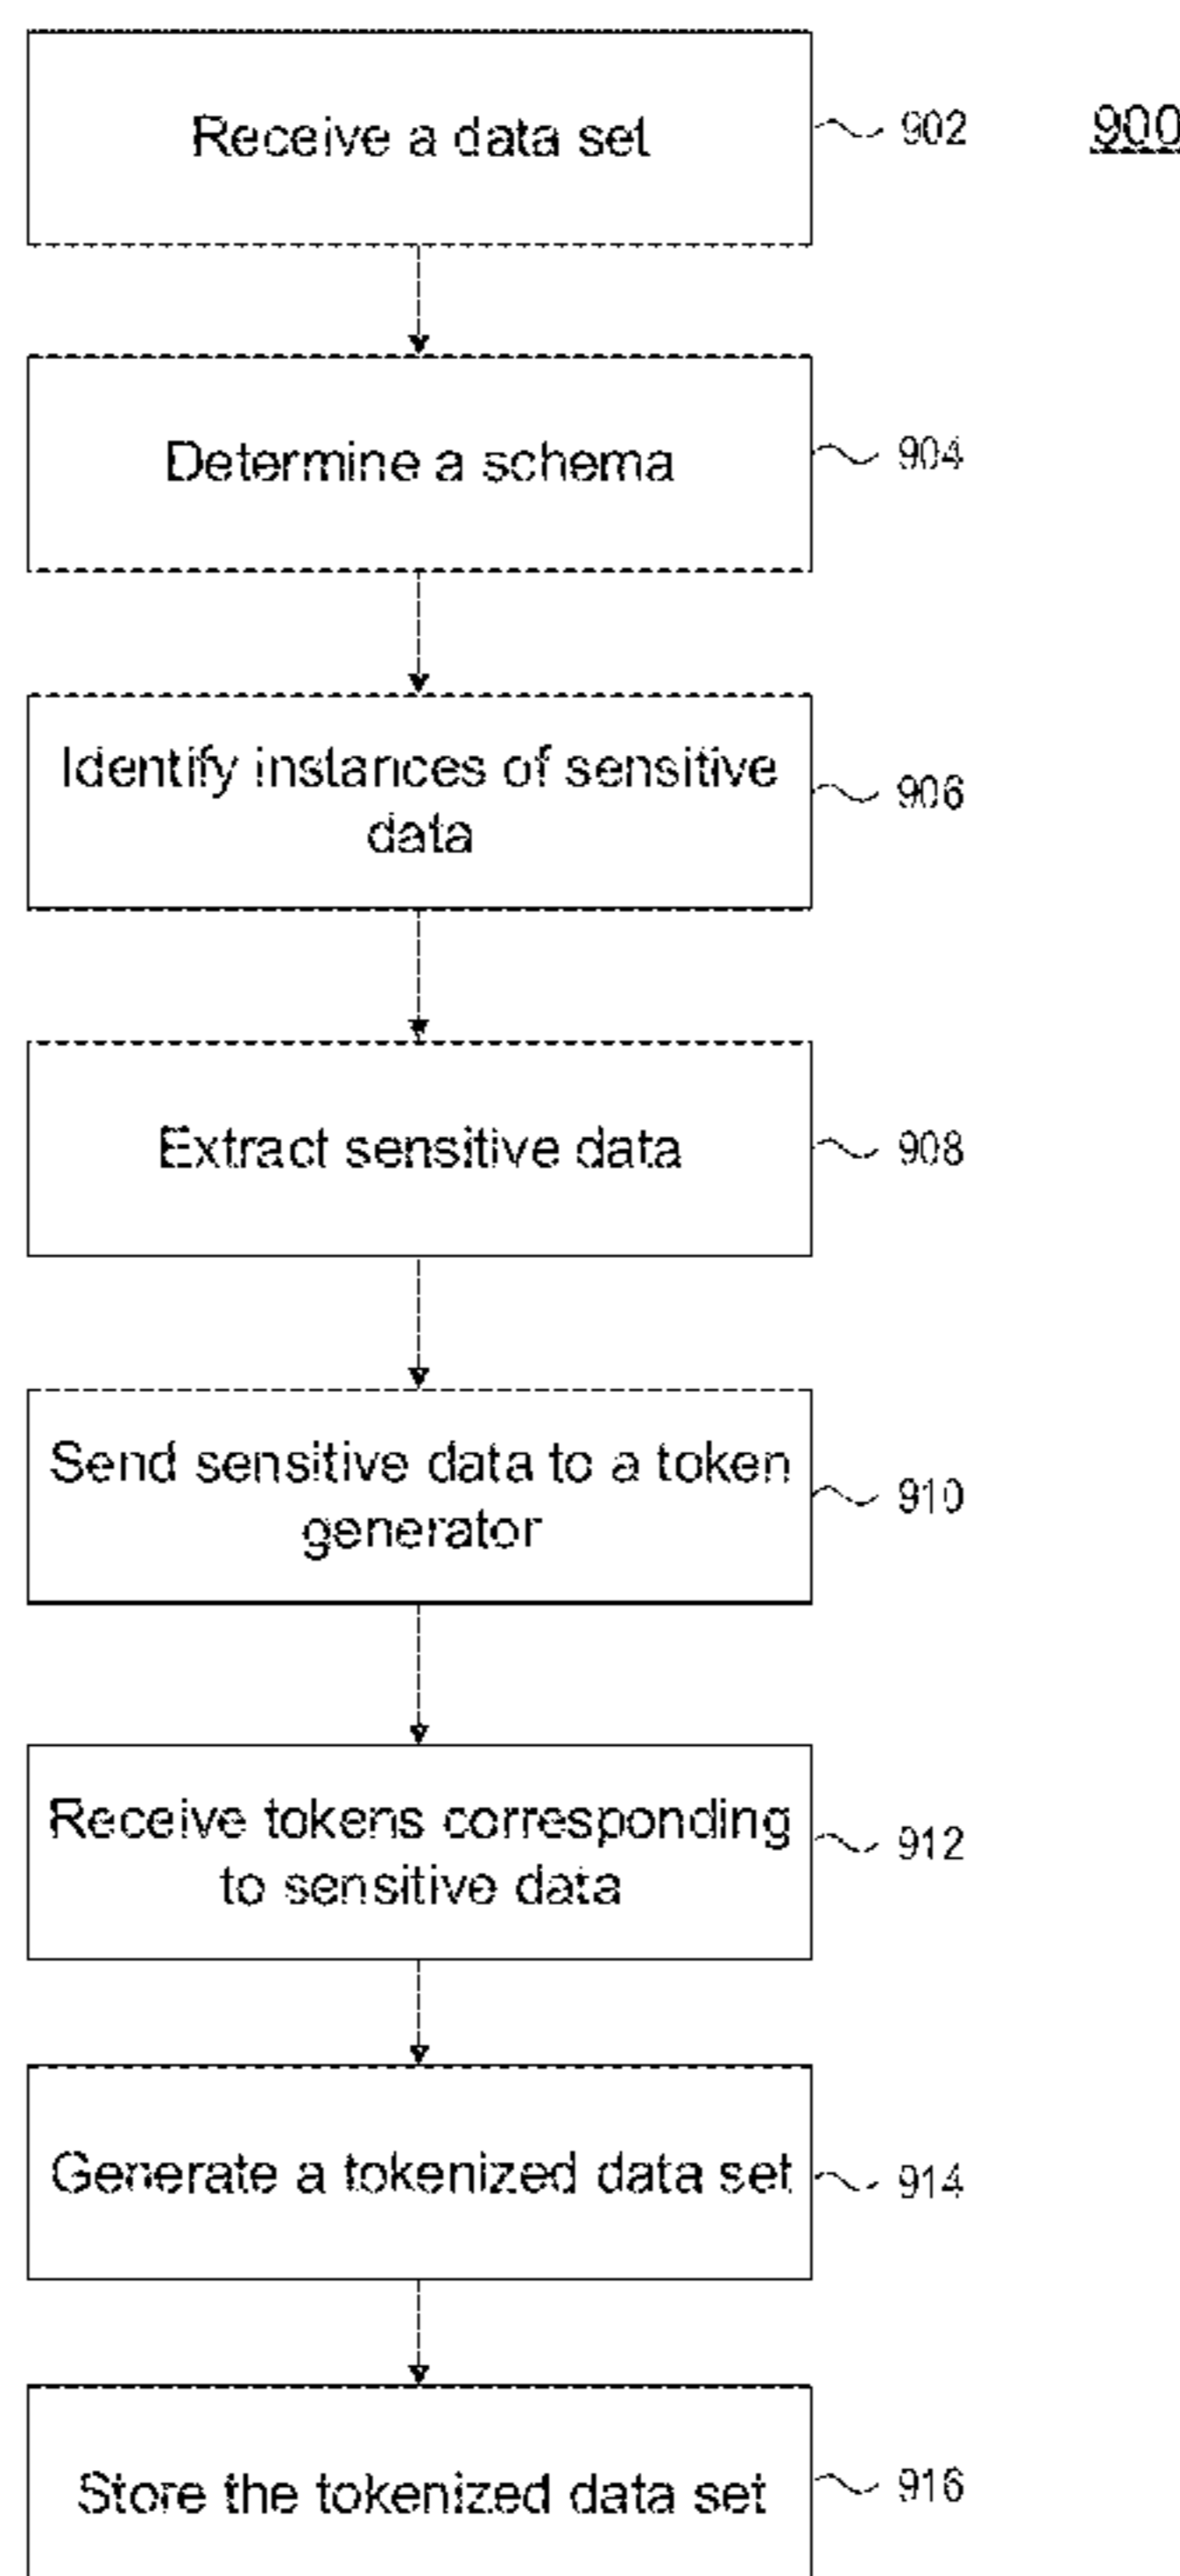 Receive a data set
902
900
Determine a schema
904
Identify instances of sensitive
data
906
Extract sensitive data
908
Send sensitive data to a token
generator
910
Receive tokens corresponding
to sensitive data
912
Generate a tokenized data set
914
Store the tokenized data set
916